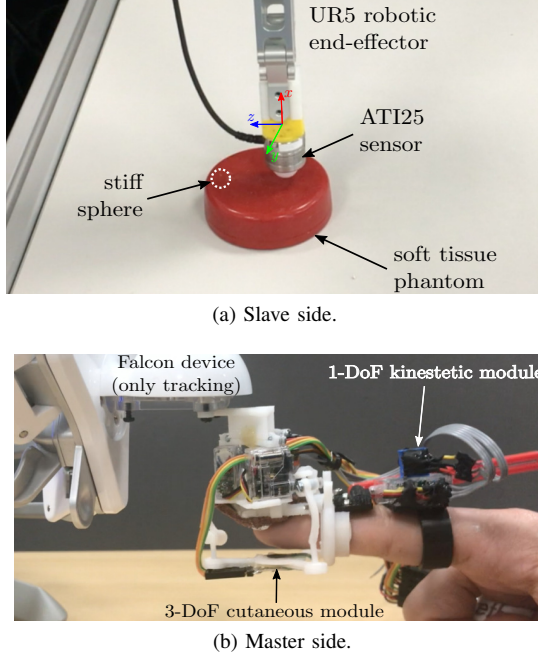 UR5 robotic
end-effector
x
z
y
ATI25
sensor
stiff
sphere
soft tissue
phantom
(a) Slave side.
Falcon device
(only tracking)
1-DoF kinestetic module
3-DoF cutaneous module
(b) Master side.